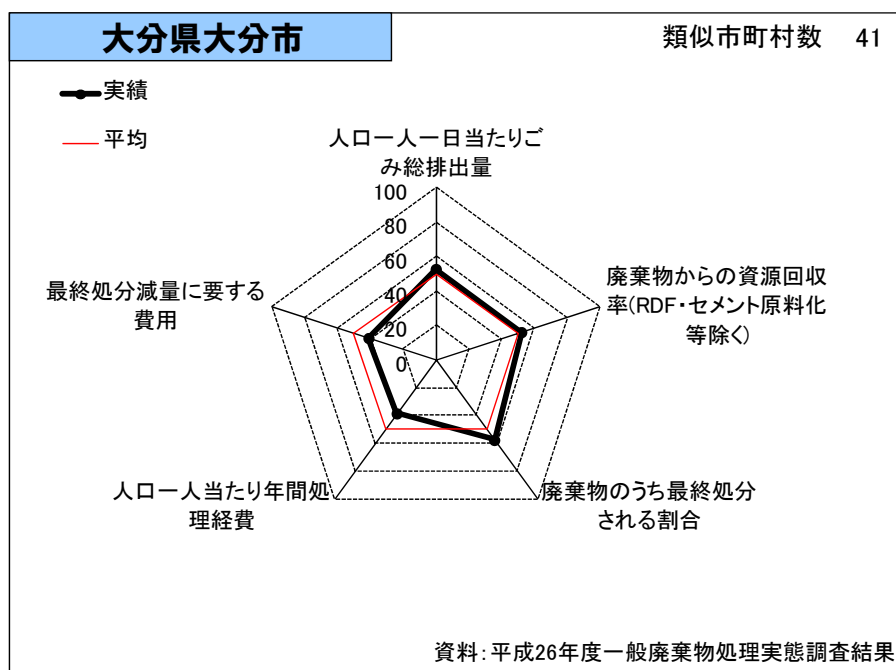 大分県大分市
類似市町村数 41
実績
平均
人口一人一日当たりご
み総排出量
100
80
60
40
20
0
廃棄物からの資源回収
率(RDF・セメント原料化
等除く)
最終処分減量に要する
費用
人口一人当たり年間処
理経費
廃棄物のうち最終処分
される割合
資料:平成26年度一般廃棄物処理実態調査結果